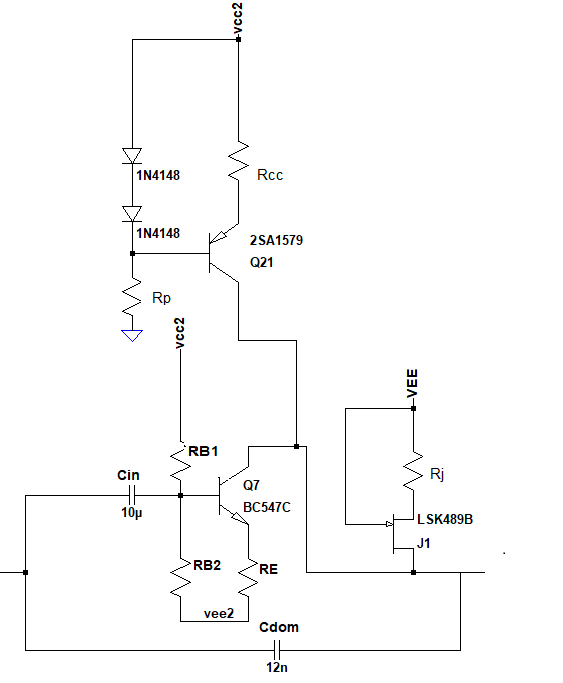 vcc2
1N4148
Rcc
1N4148
2SA1579
Q21
Rp
vcc2
VEE
RB1
Rj
Cin
Q7
10µ
BC547C
LSK489B
J1
RB2
RE
vee2
Cdom
12n